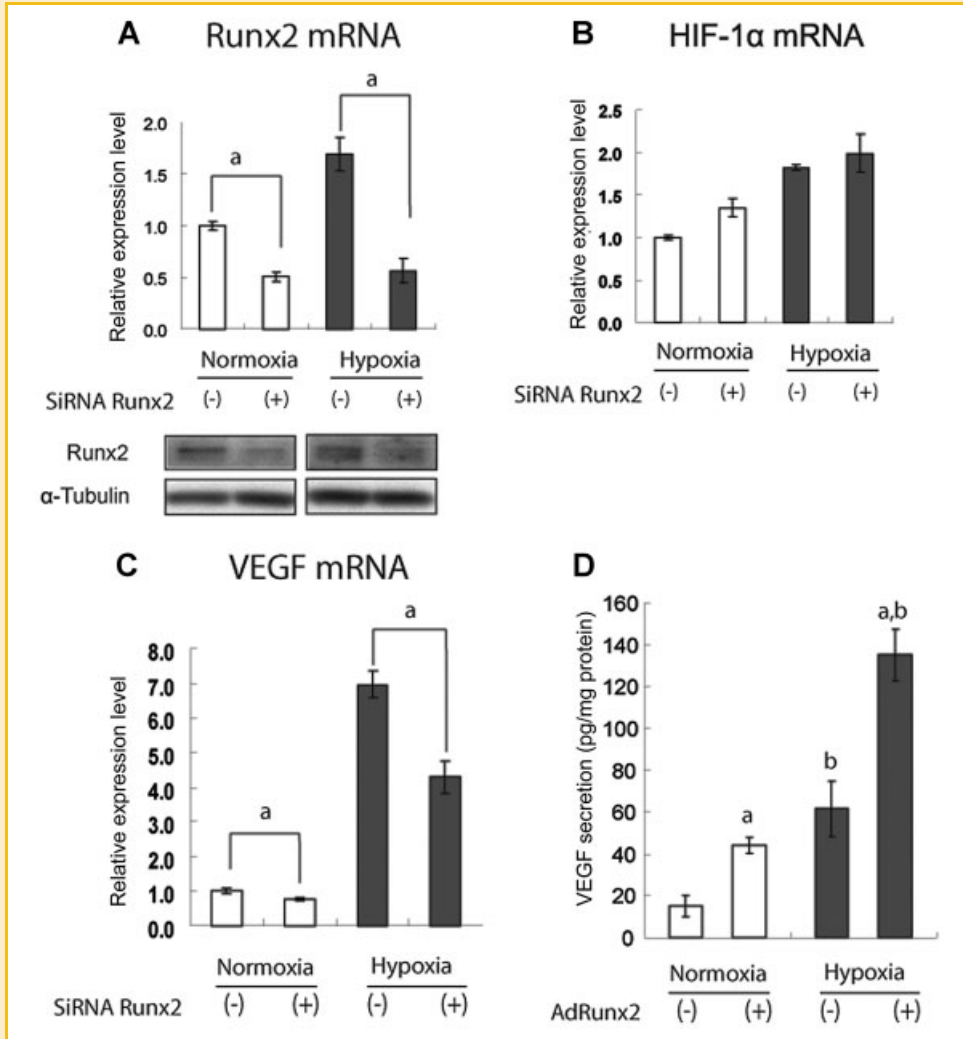 A
Runx2 mRNA
a
a
Relative expression level
2.0
1.5
1.0
0.5
0.0
Normoxia Hypoxia
SiRNA Runx2 (-) (+) (-) (+)
Runx2
α-Tubulin
B
HIF-1α mRNA
Relative expression level
2.5
2.0
1.5
1.0
0.5
0.0
Normoxia Hypoxia
SiRNA Runx2 (-) (+) (-) (+)
C
VEGF mRNA
a
a
Relative expression level
8.0
7.0
6.0
5.0
4.0
3.0
2.0
1.0
0.0
Normoxia Hypoxia
SiRNA Runx2 (-) (+) (-) (+)
D
VEGF secretion (pg/mg protein)
160
140
120
100
80
60
40
20
0
a
b
a,b
Normoxia Hypoxia
AdRunx2 (-) (+) (-) (+)